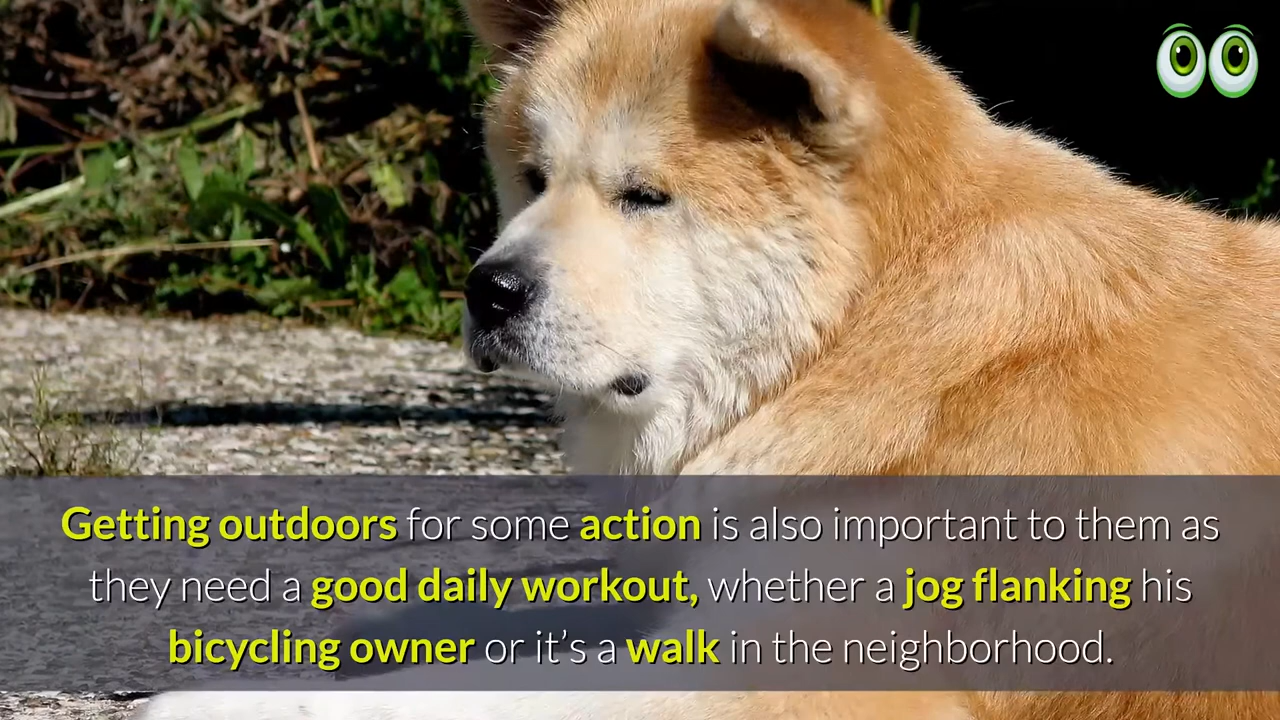 Getting outdoors for some action is also important to them as
they need a good daily workout, whether a jog flanking his
bicycling owner or it’s a walk in the neighborhood.